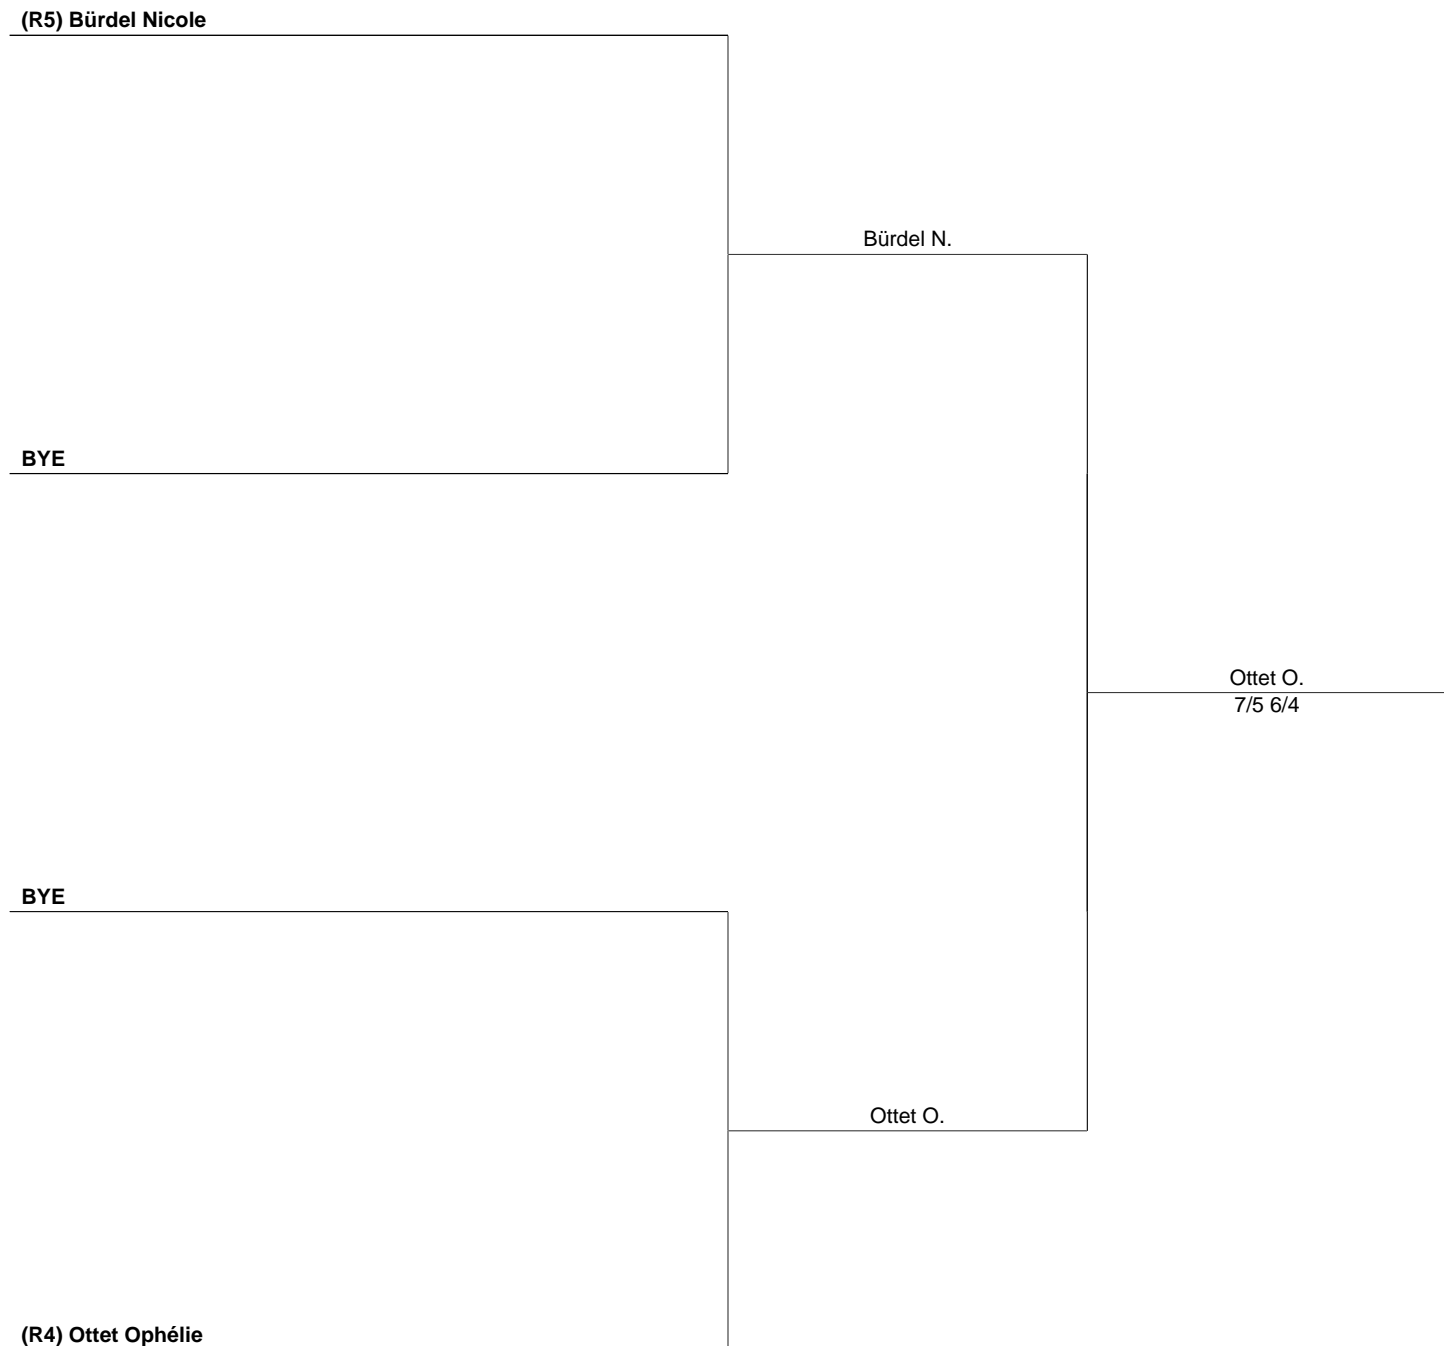 (R5) Bürdel Nicole
Bürdel N.
BYE
Ottet O.
7/5 6/4
BYE
Ottet O.
(R4) Ottet Ophélie